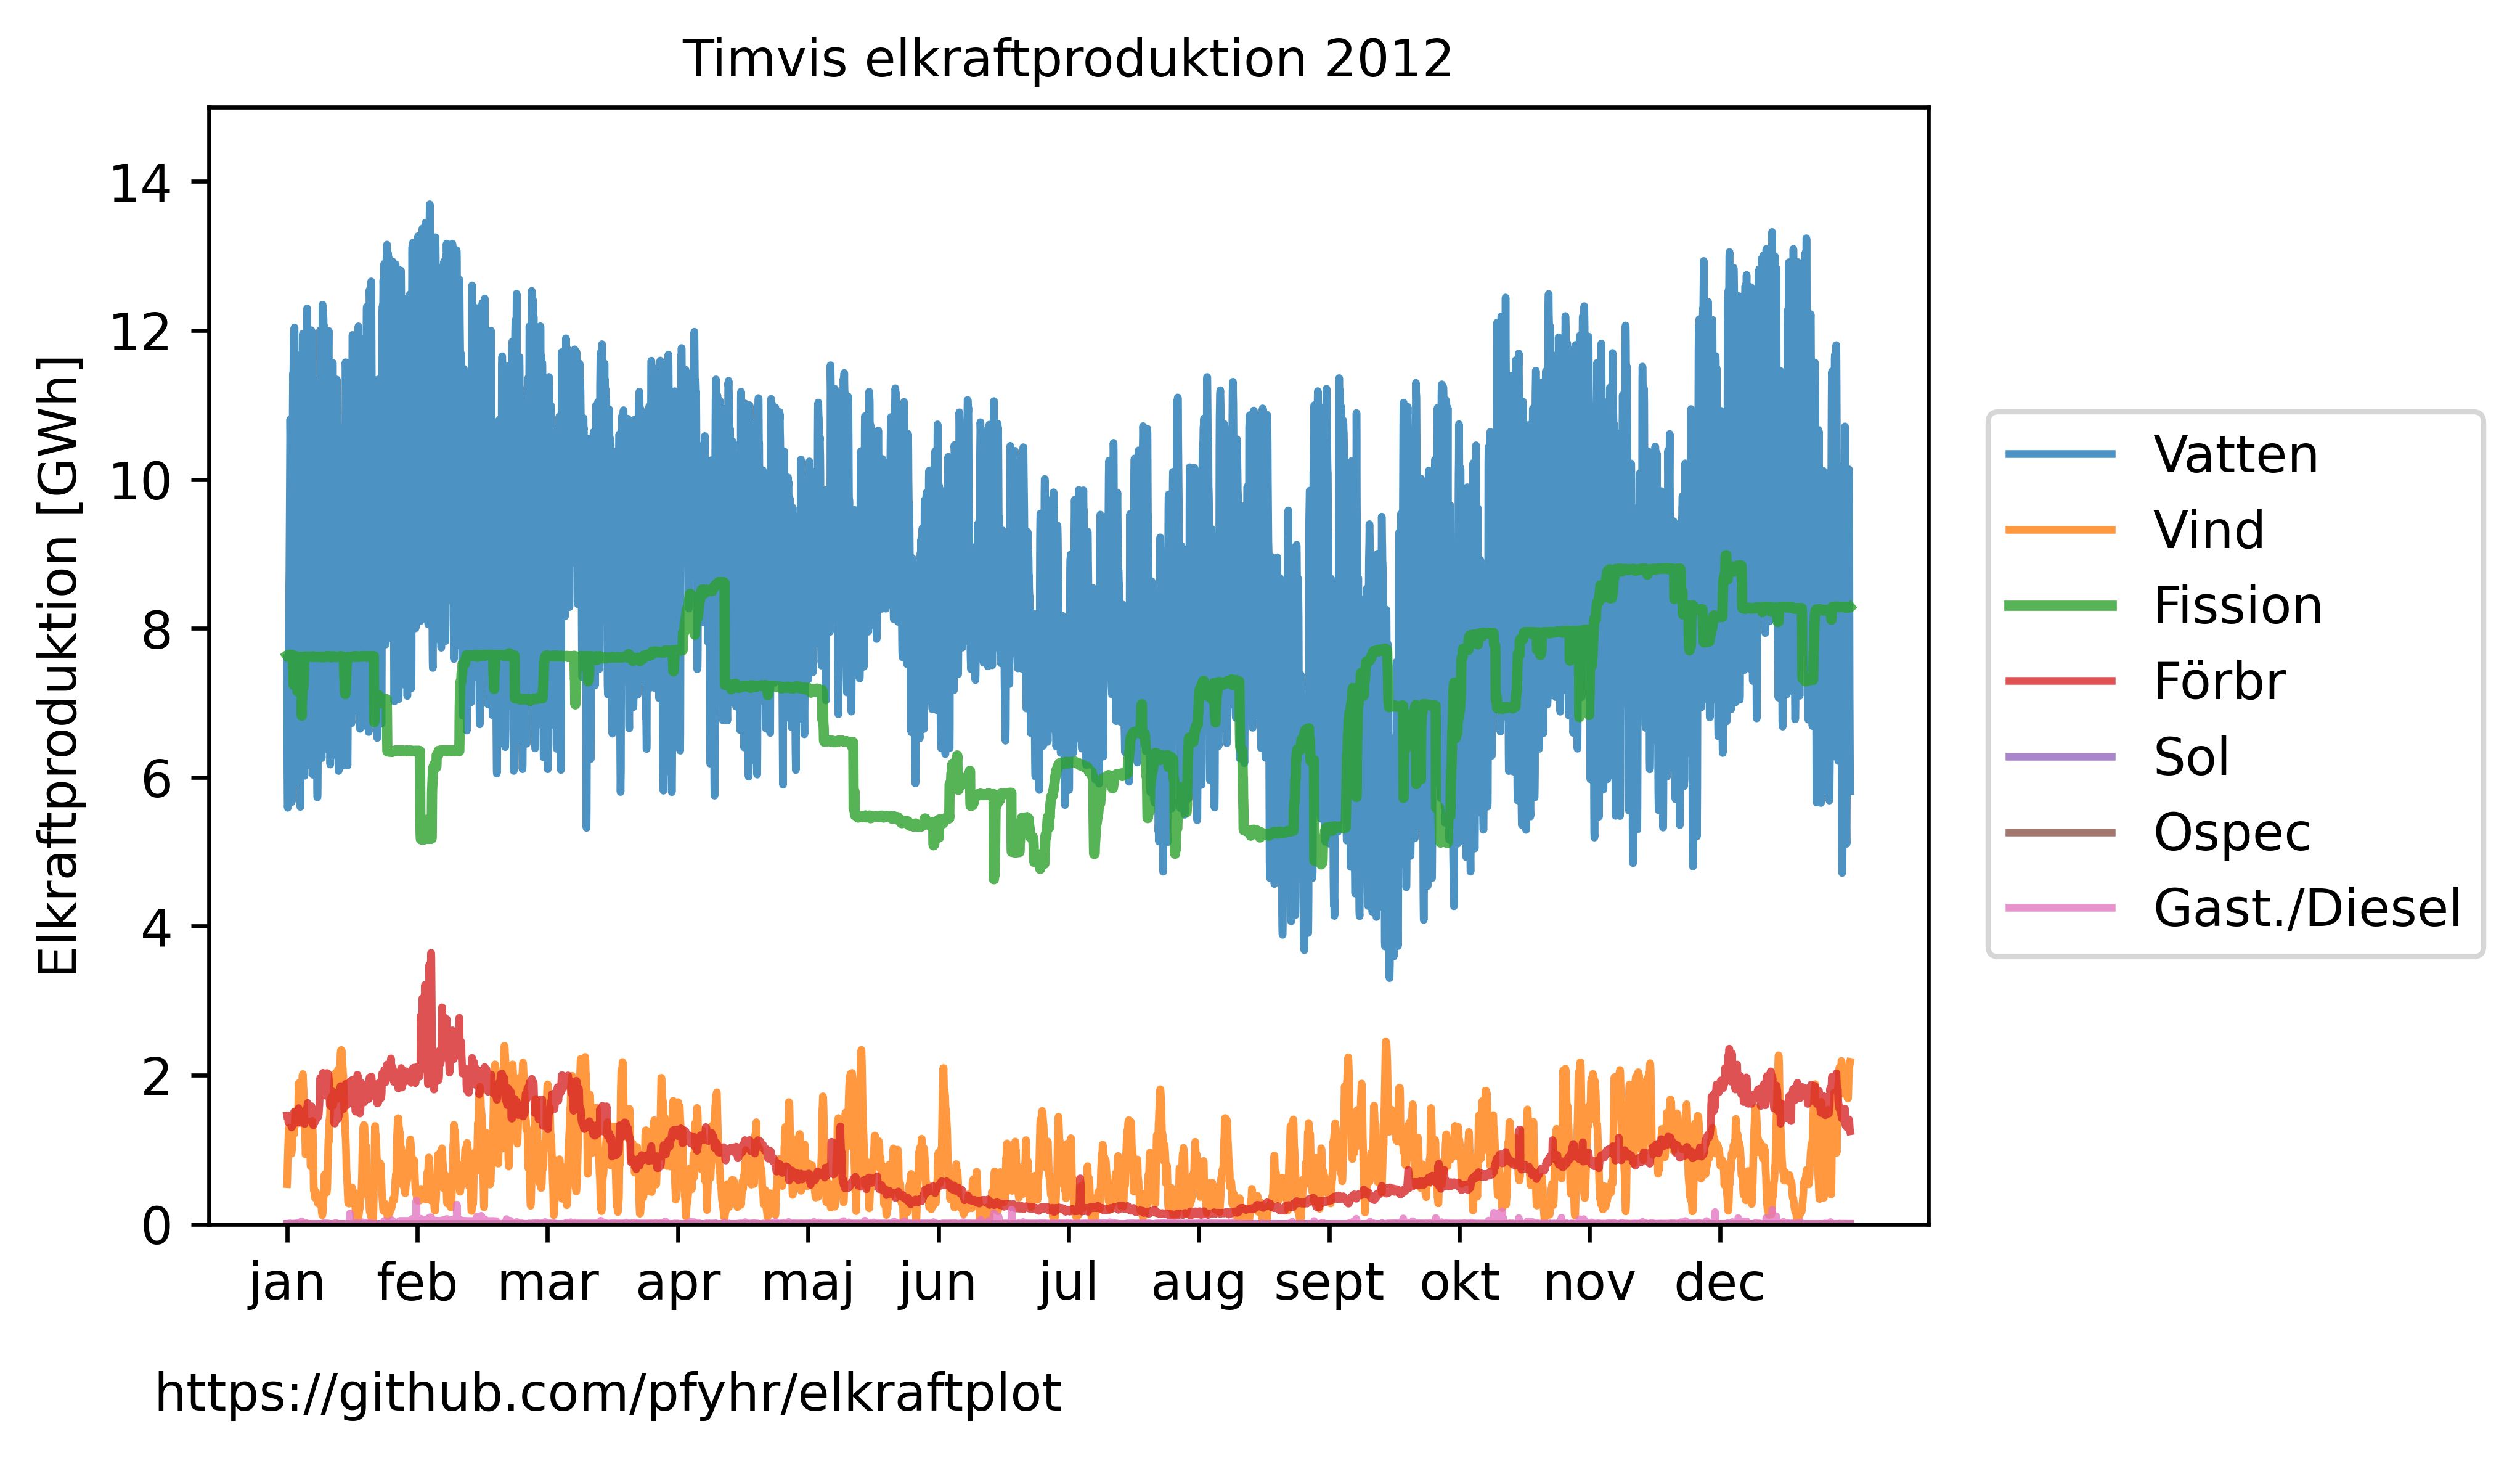 Timvis elkraftproduktion 2012
Elkraftproduktion [GWh]
14
12
10
8
6
4
2
0
jan feb mar apr maj jun jul aug sept okt nov dec
Vatten
Vind
Fission
Förbr
Sol
Ospec
Gast./Diesel
https://github.com/pfyhr/elkraftplot